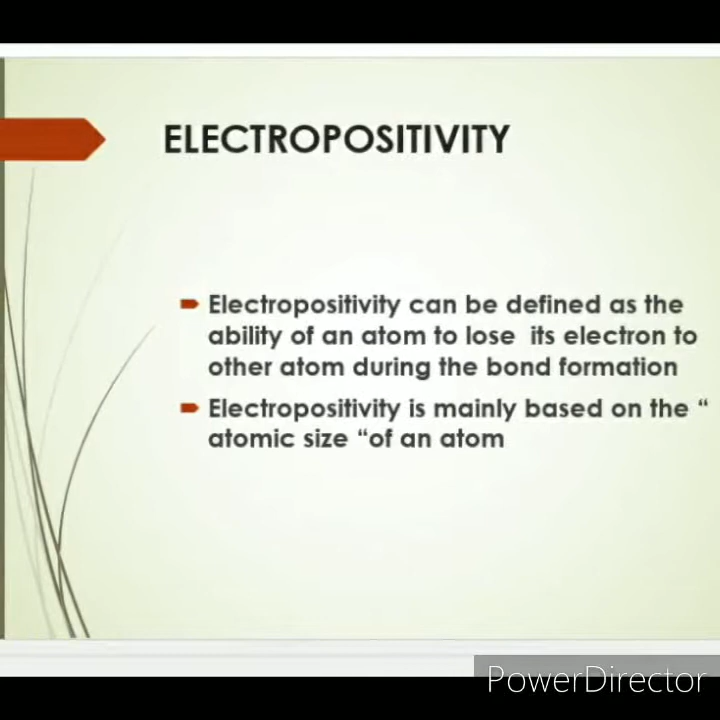 ELECTROPOSITIVITY
Electropositivity can be defined as the
ability of an atom to lose its electron to
other atom during the bond formation
Electropositivity is mainly based on the “
atomic size “of an atom
PowerDirector